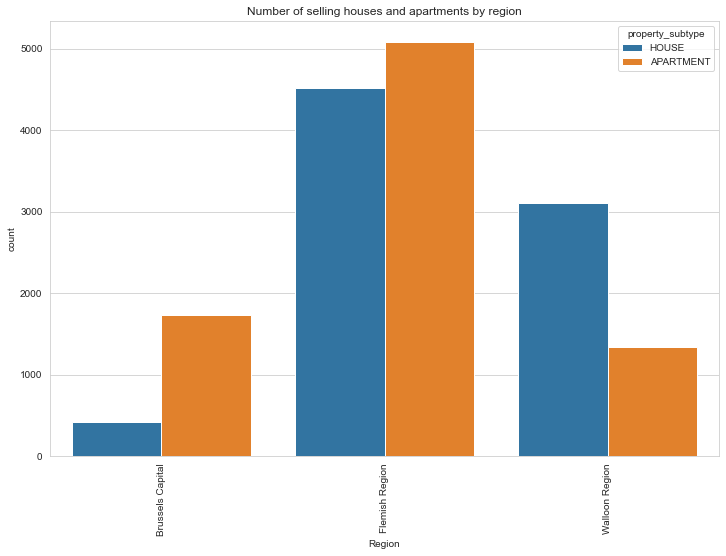 Number of selling houses and apartments by region
property_subtype
HOUSE
APARTMENT
count
5000
4000
3000
2000
1000
0
Brussels Capital
Flemish Region
Walloon Region
Region